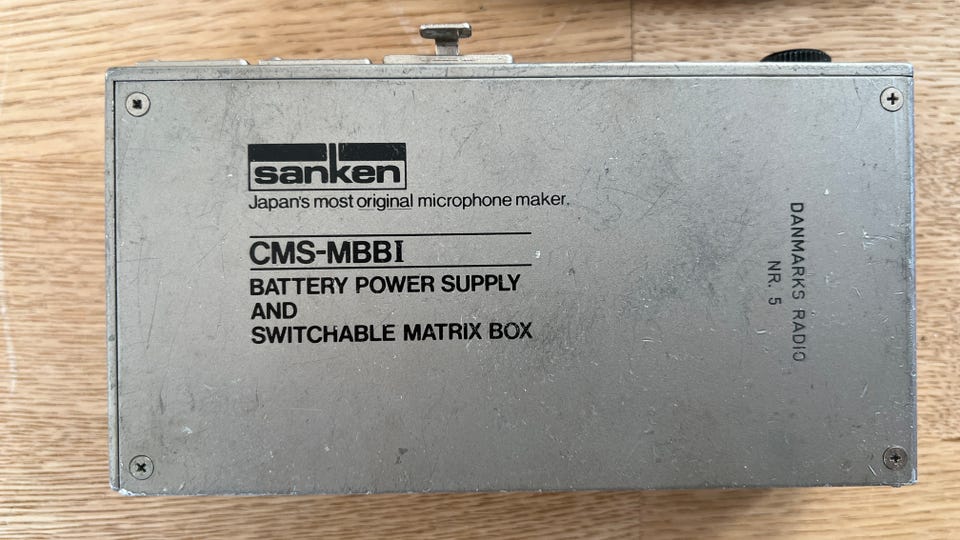 sanken
Japan's most original microphone maker.
CMS-MBBI
BATTERY POWER SUPPLY
AND
SWITCHABLE MATRIX BOX
DANMARKS RADIO
NR. 5